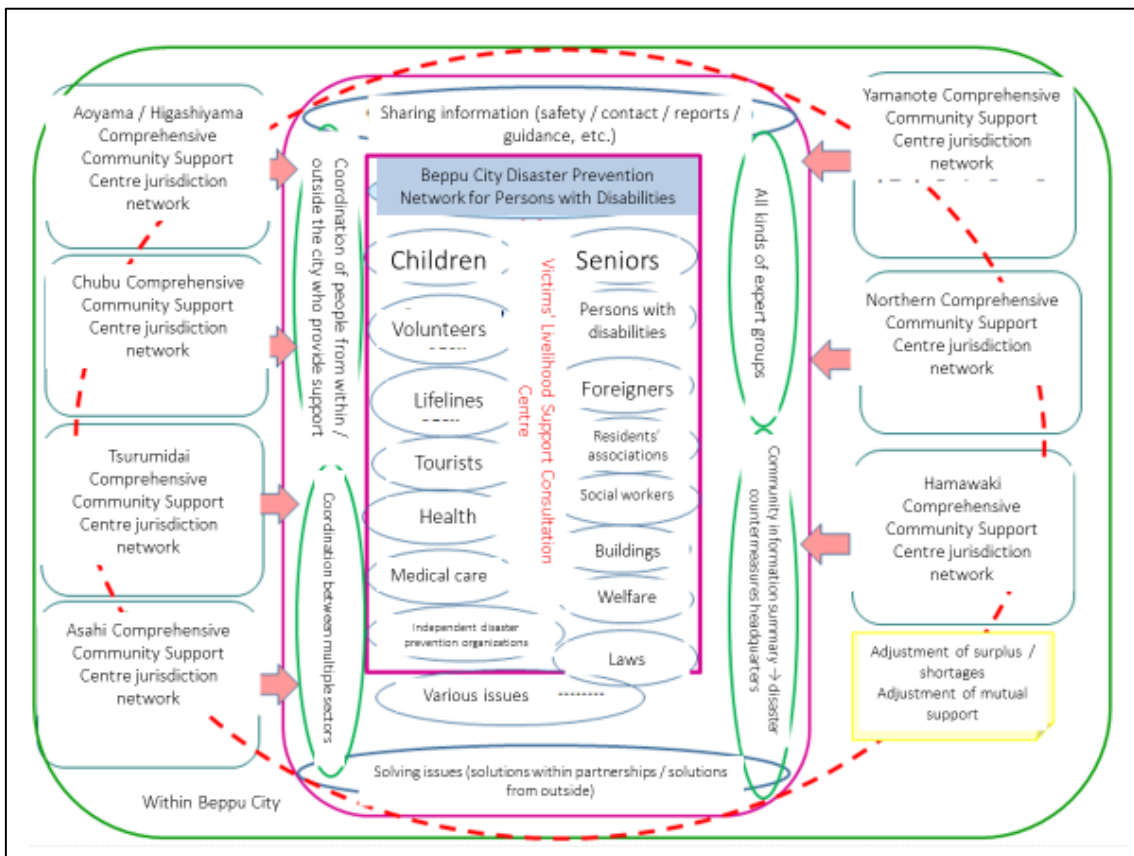 Aoyama / Higashiyama
Comprehensive
Community Support
Centre jurisdiction
network
Chubu Comprehensive
Community Support
Centre jurisdiction
network
Tsurumidai
Comprehensive
Community Support
Centre jurisdiction
network
Asahi Comprehensive
Community Support
Centre jurisdiction
network
Within Beppu City
Sharing information (safety / contact / reports /
guidance, etc.)
Coordination of people from within /
outside the city who provide support
Coordination between multiple sectors
Beppu City Disaster Prevention
Network for Persons with Disabilities
Children
Volunteers
Lifelines
Tourists
Health
Medical care
Independent disaster
prevention organizations
Various issues --------
Victims' Livelihood Support Consultation
Centre
Seniors
Persons with
disabilities
Foreigners
Residents'
associations
Social workers
Buildings
Welfare
Laws
All kinds of expert groups
Community information summary → disaster
countermeasures headquarters
Solving issues (solutions within partnerships / solutions
from outside)
Yamanote Comprehensive
Community Support
Centre jurisdiction
network
Northern Comprehensive
Community Support
Centre jurisdiction
network
Hamawaki
Comprehensive
Community Support
Centre jurisdiction
network
Adjustment of surplus /
shortages
Adjustment of mutual
support